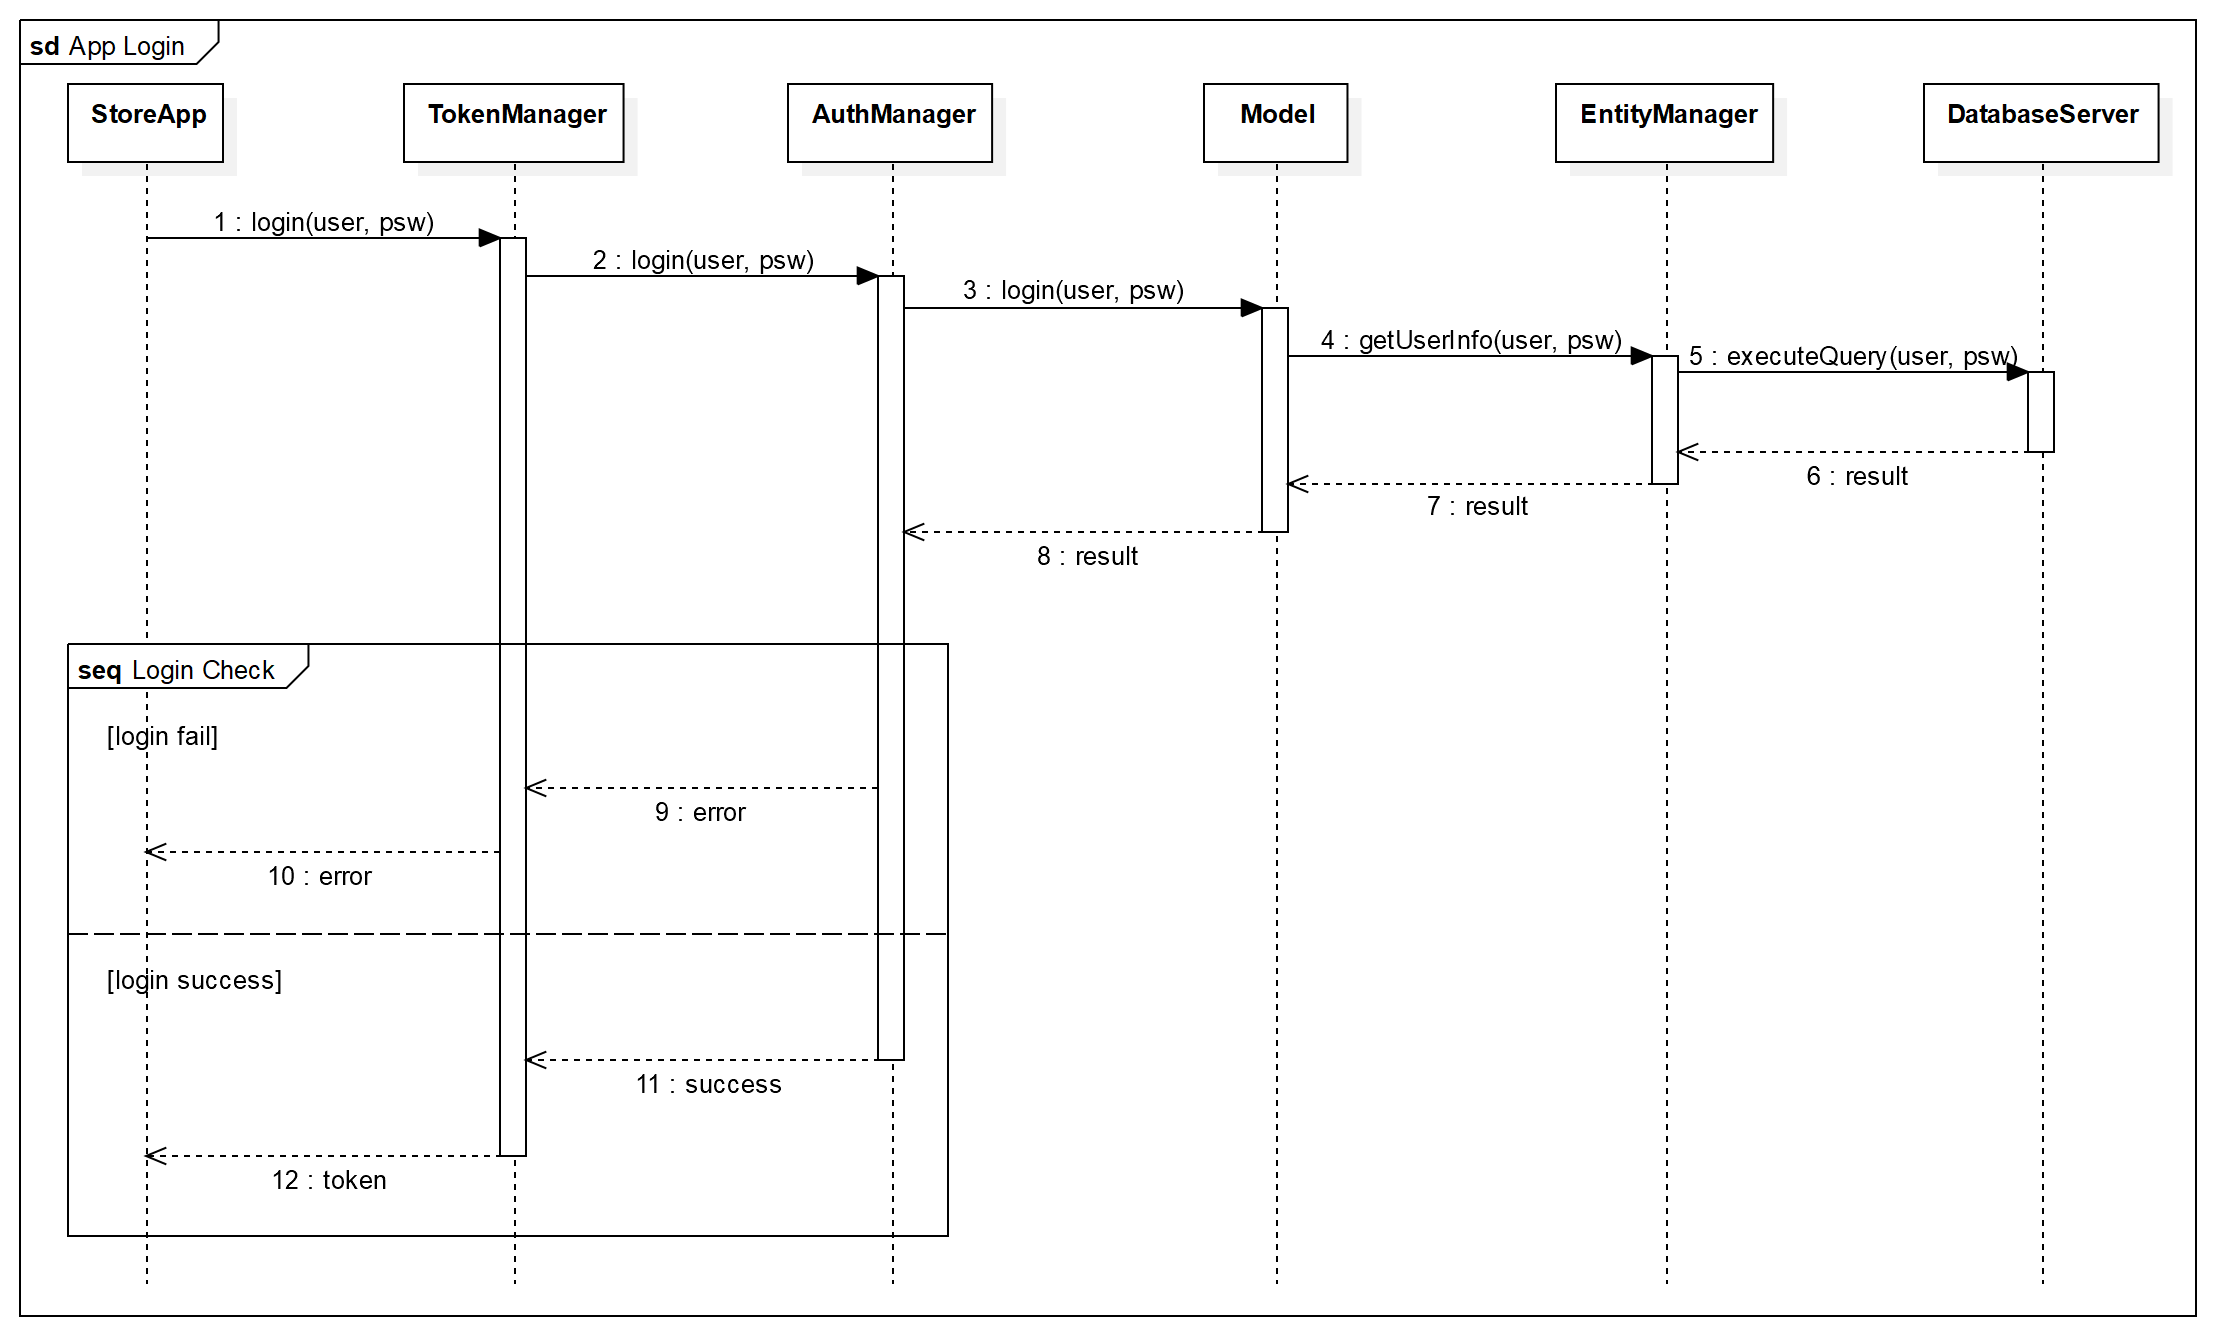 sd App Login
StoreApp
TokenManager
AuthManager
Model
EntityManager
DatabaseServer
1 : login(user, psw)
2 : login(user, psw)
3 : login(user, psw)
4 : getUserInfo(user, psw)
5 : executeQuery(user, psw)
6 : result
7 : result
8 : result
seq Login Check
[login fail]
9 : error
10 : error
[login success]
11 : success
12 : token